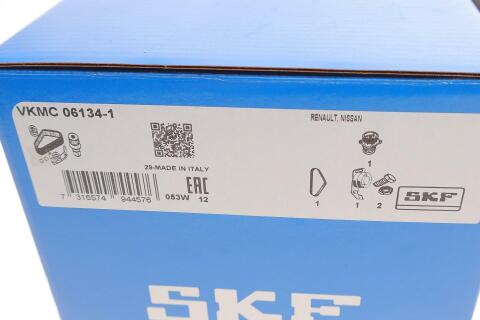 VKMC 06134-1
RENAULT, NISSAN
1
29-MADE IN ITALY
7 316574 944576
053W 12
EAC
1 1 2
SKF
SKF